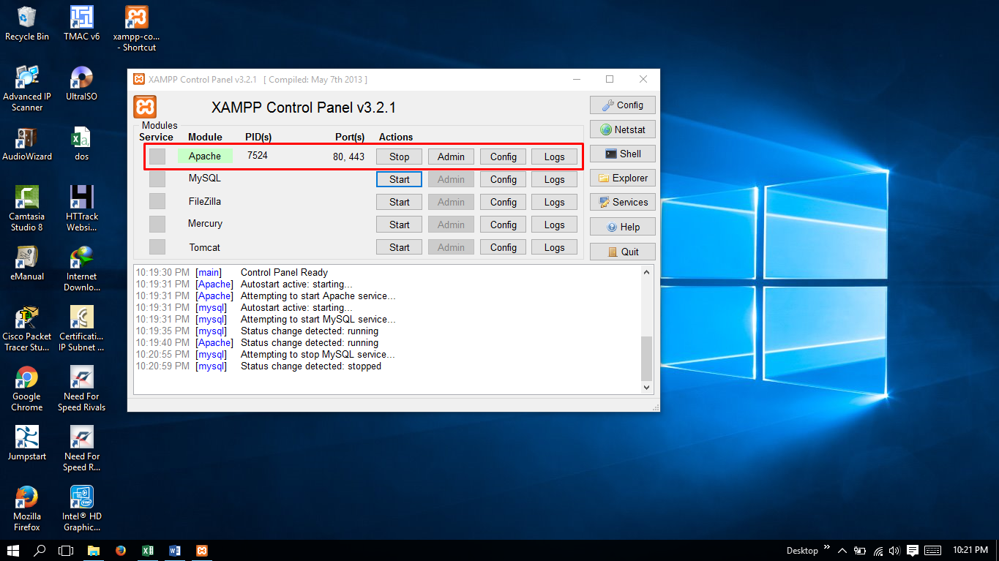 Recycle Bin
TMAC v6
xampp-co...
- Shortcut
Advanced IP
Scanner
UltraISO
AudioWizard
dos
Camtasia
Studio 8
HTTrack
Websi...
eManual
Internet
Downlo...
Cisco Packet
Tracer Stu...
Certificati...
IP Subnet ...
Google
Chrome
Need For
Speed Rivals
Jumpstart
Need For
Speed R...
Mozilla
Firefox
Intel® HD
Graphic...
XAMPP Control Panel v3.2.1 [ Compiled: May 7th 2013 ]
XAMPP Control Panel v3.2.1
Modules
Service Module PID(s) Port(s) Actions
Apache 7524 80, 443 Stop Admin Config Logs
MySQL Start Admin Config Logs
FileZilla Start Admin Config Logs
Mercury Start Admin Config Logs
Tomcat Start Admin Config Logs
Config
Netstat
Shell
Explorer
Services
Help
Quit
10:19:30 PM [main] Control Panel Ready
10:19:31 PM [Apache] Autostart active: starting...
10:19:31 PM [Apache] Attempting to start Apache service...
10:19:31 PM [mysql] Autostart active: starting...
10:19:31 PM [mysql] Attempting to start MySQL service...
10:19:35 PM [mysql] Status change detected: running
10:19:40 PM [Apache] Status change detected: running
10:20:55 PM [mysql] Attempting to stop MySQL service...
10:20:59 PM [mysql] Status change detected: stopped
Desktop 10:21 PM